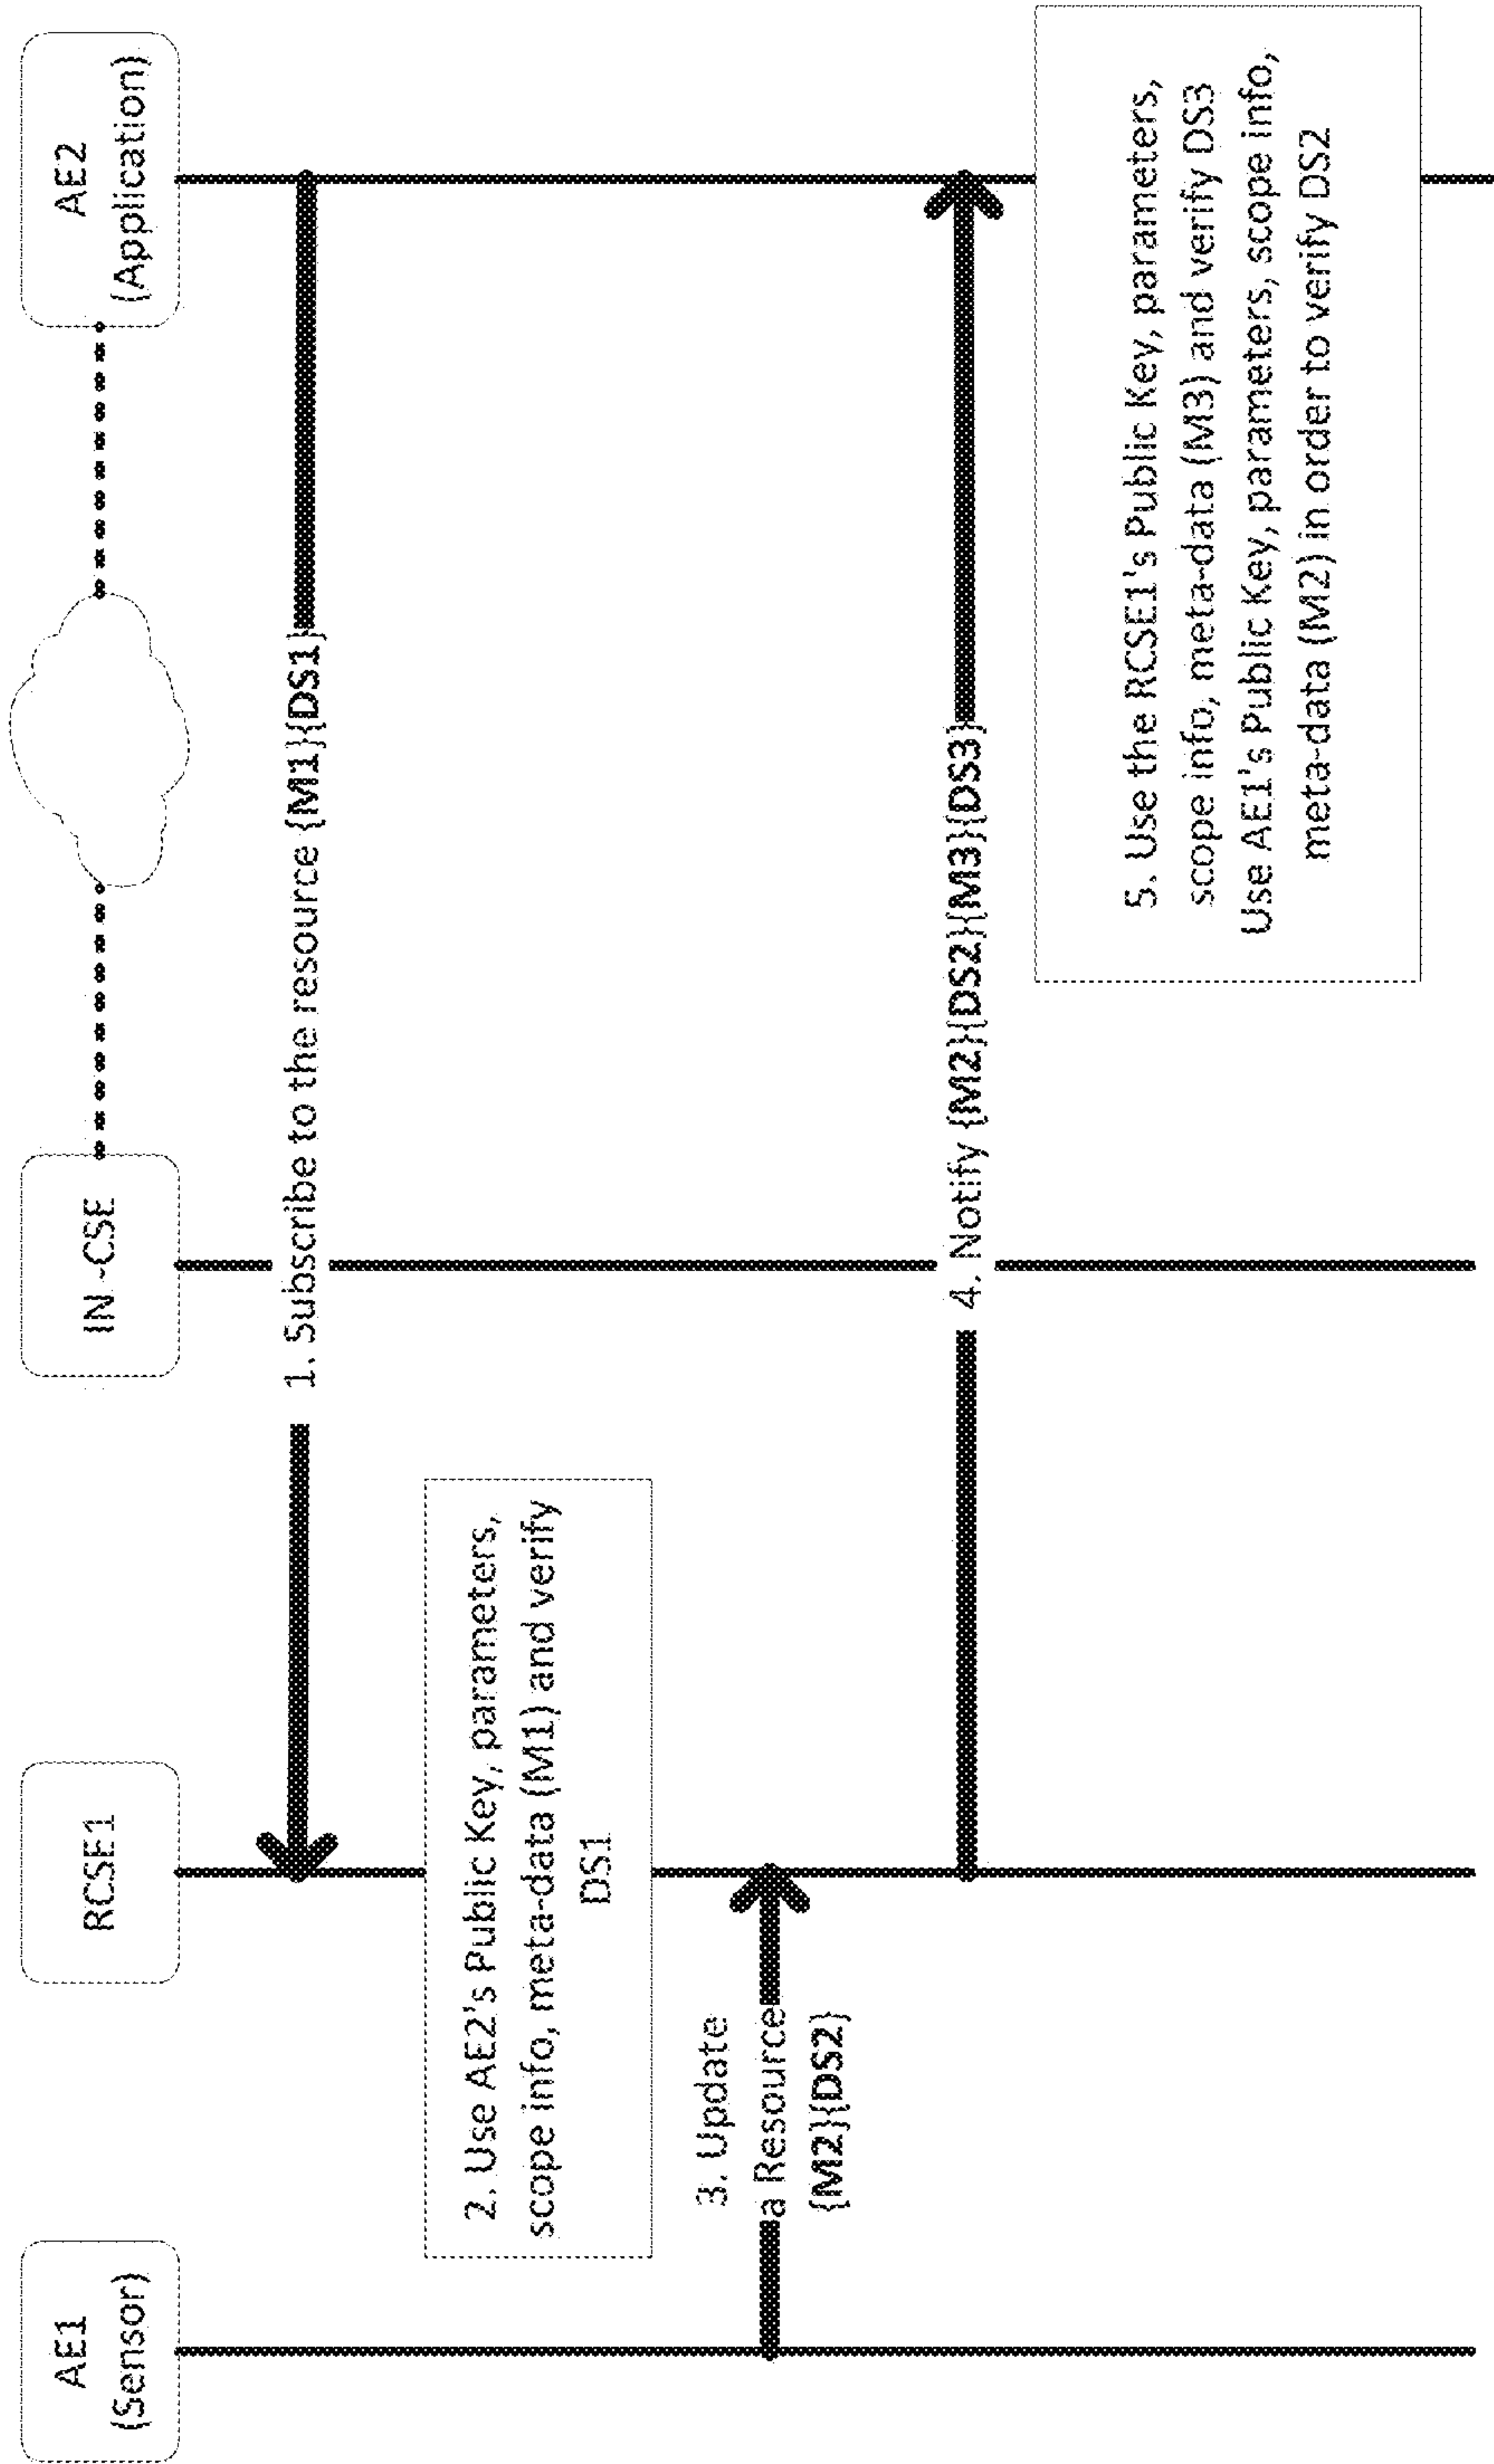 AE1
(Sensor)
RCSE1
IN-CSE
AE2
(Application)
1. Subscribe to the resource {M1}{DS1}
2. Use AE2's Public Key, parameters,
scope info, meta-data (M1) and verify
DS1
3. Update
a Resource
{M2}{DS2}
4. Notify {M2}{DS2}{M3}{DS3}
5. Use the RCSE1's Public Key, parameters,
scope info, meta-data (M3) and verify DS3
Use AE1's Public Key, parameters, scope info,
meta-data (M2) in order to verify DS2